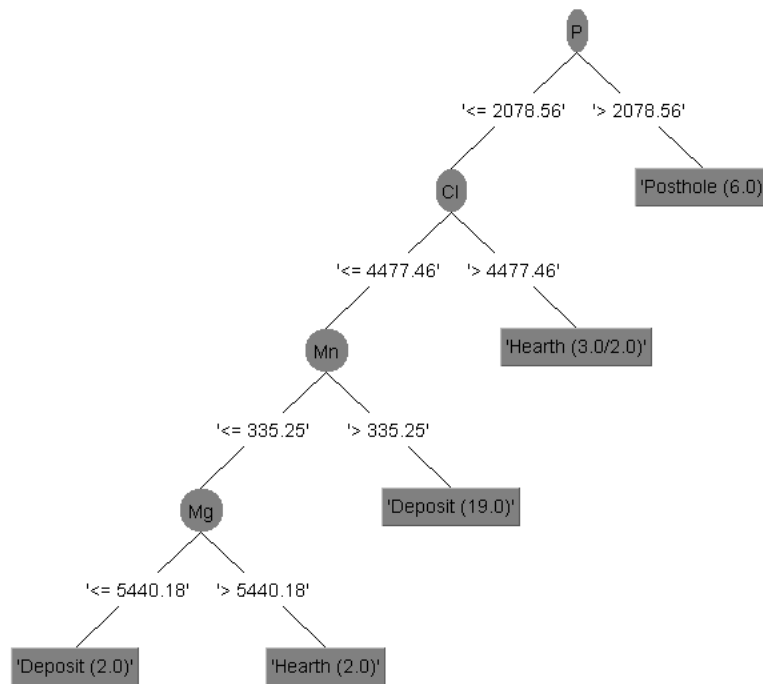 P
'<= 2078.56' '> 2078.56'
Cl 'Posthole (6.0)
'<= 4477.46' '> 4477.46'
Mn 'Hearth (3.0/2.0)'
'<= 335.25' '> 335.25'
Mg 'Deposit (19.0)'
'<= 5440.18' '> 5440.18'
'Deposit (2.0)' 'Hearth (2.0)'